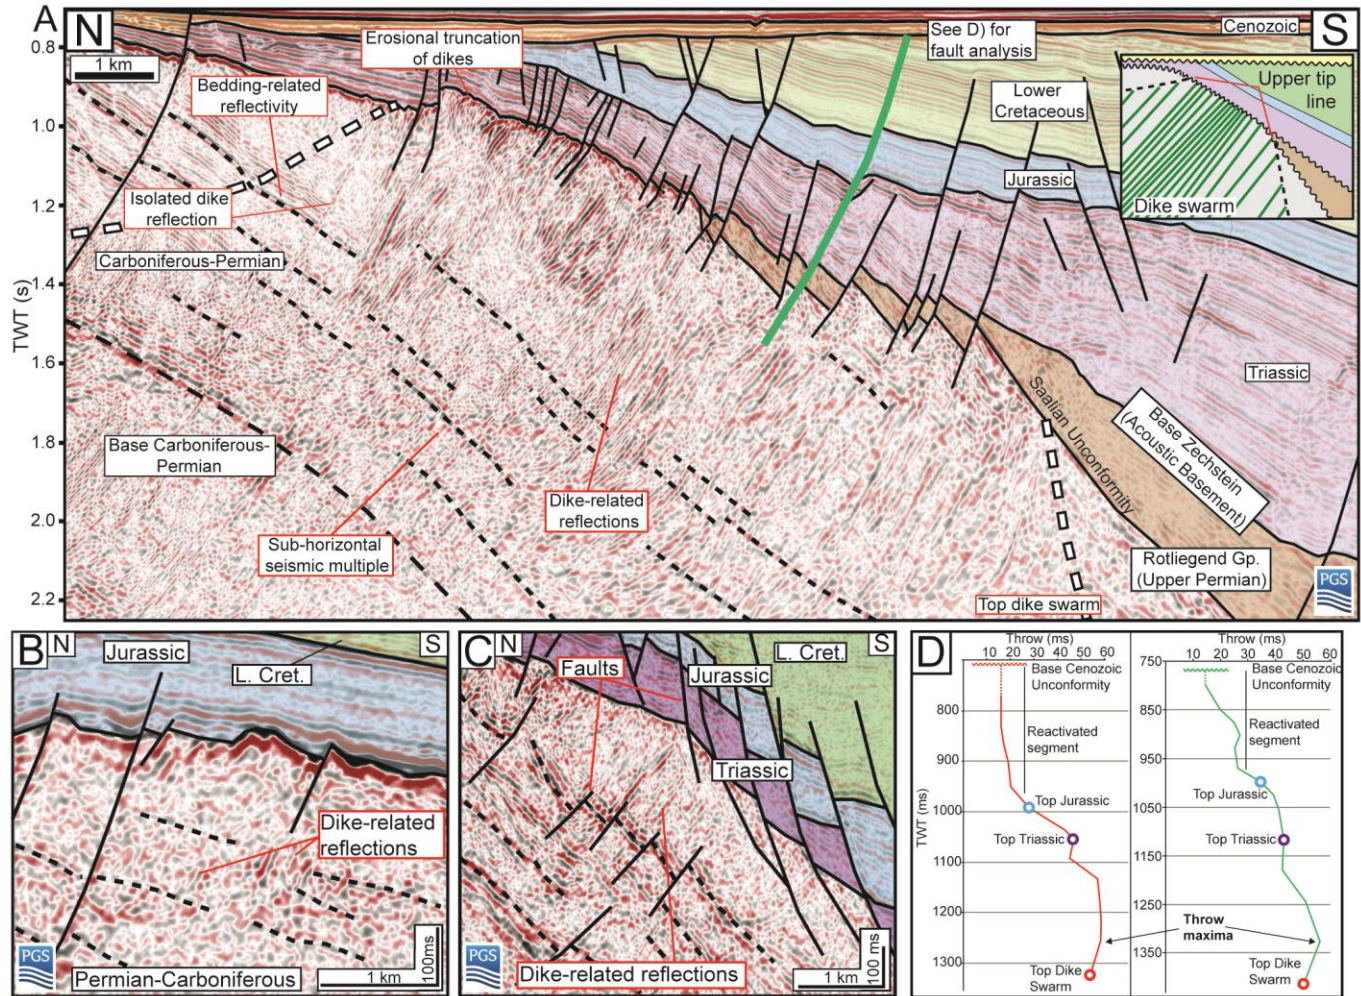 A
N
S
1 km
TWT (s)
0.8
1.0
1.2
1.4
1.6
1.8
2.0
2.2
Erosional truncation
of dikes
Bedding-related
reflectivity
Isolated dike
reflection
Carboniferous-Permian
Base Carboniferous-
Permian
Sub-horizontal
seismic multiple
Dike-related
reflections
See D) for
fault analysis
Cenozoic
Lower
Cretaceous
Jurassic
Triassic
Upper tip
line
Dike swarm
Saalian Unconformity
Base Zechstein
(Acoustic Basement)
Rotliegend Gp.
(Upper Permian)
Top dike swarm
PGS
B
N
S
Jurassic
L. Cret.
Dike-related
reflections
Permian-Carboniferous
1 km
100ms
PGS
C
N
S
Faults
Jurassic
L. Cret.
Triassic
Dike-related reflections
1 km
100 ms
PGS
D
Throw (ms)
10 20 30 40 50 60
TWT (ms)
800
900
1000
1100
1200
1300
Base Cenozoic
Unconformity
Reactivated
segment
Top Jurassic
Top Triassic
Top Dike
Swarm
Throw
maxima
Throw (ms)
0 10 20 30 40 50 60
750
850
950
1050
1150
1250
1350
Base Cenozoic
Unconformity
Reactivated
segment
Top Jurassic
Top Triassic
Top Dike
Swarm